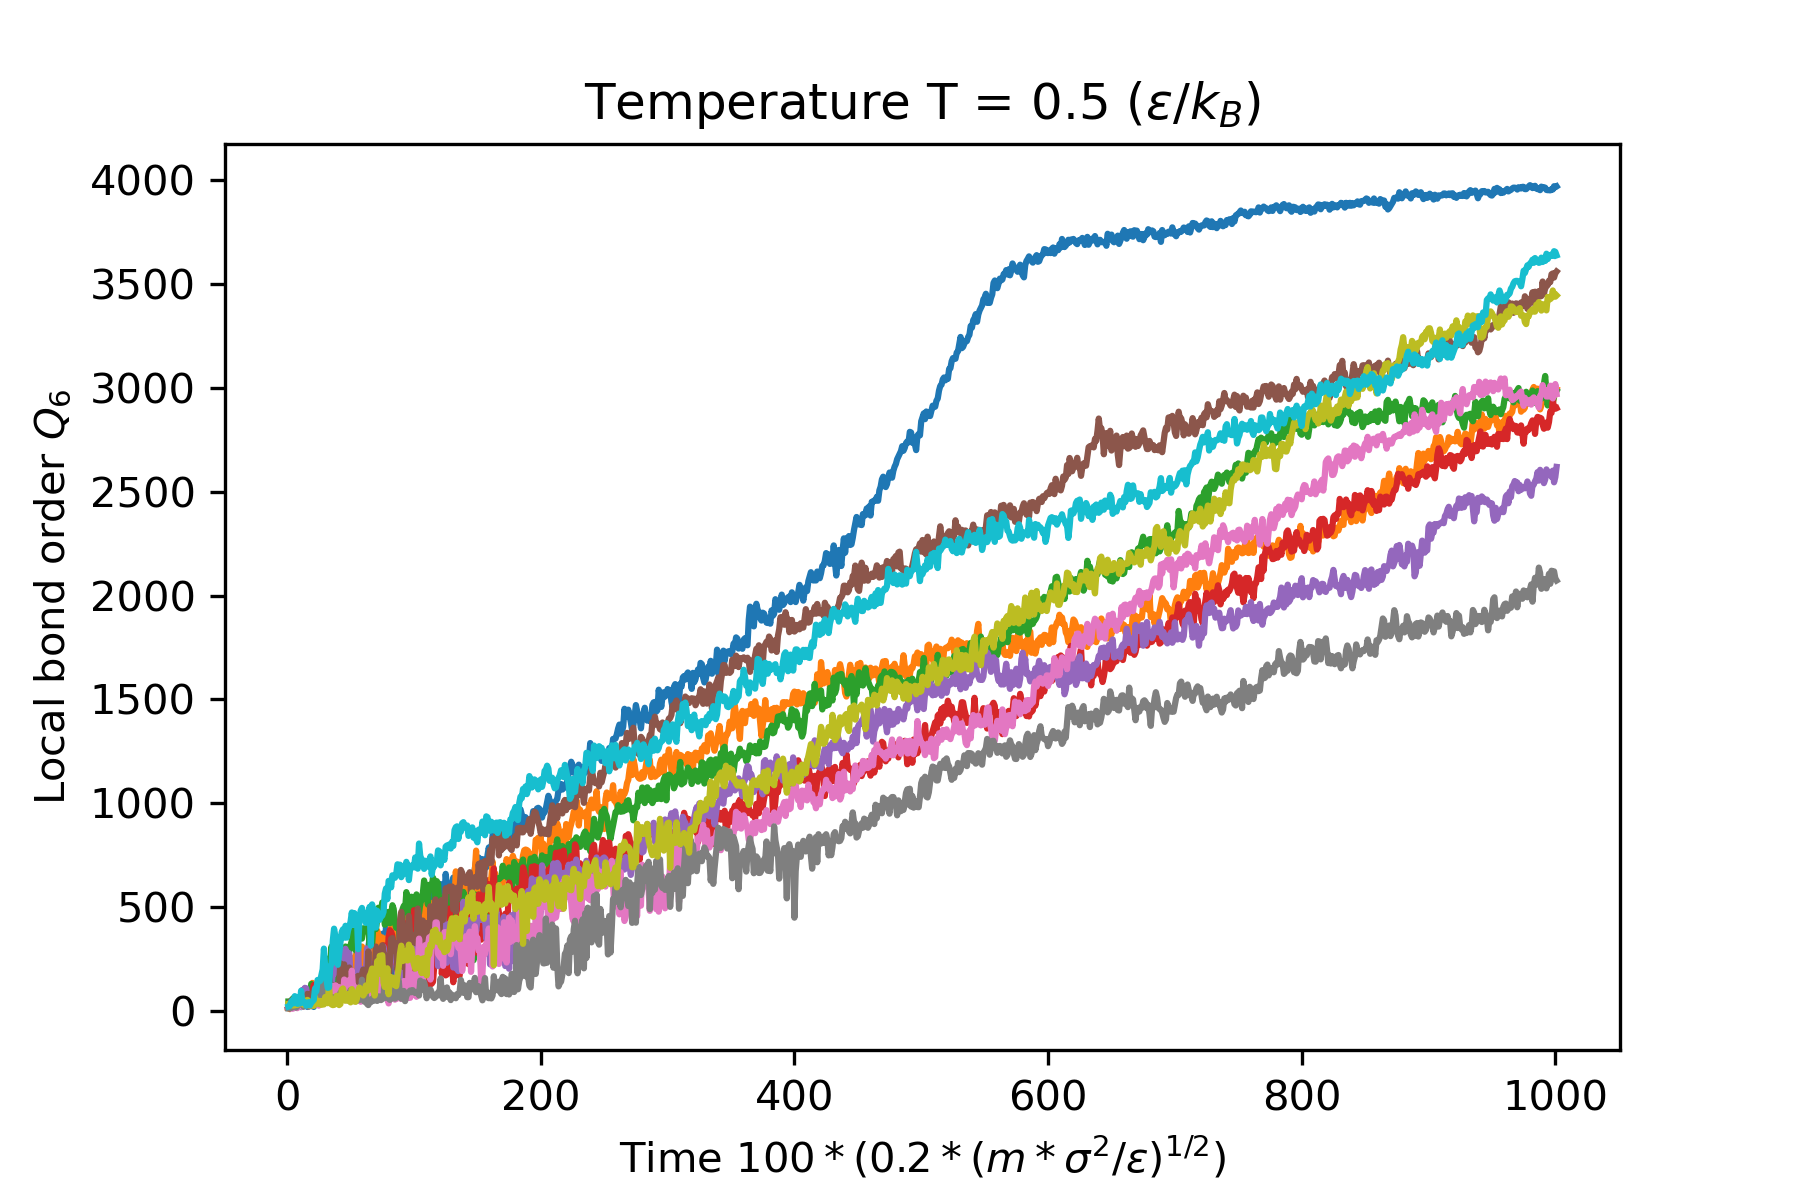 Temperature T = 0.5 (ε/k_B)
4000
3500
3000
2500
2000
1500
1000
500
0
Local bond order Q_6
0 200 400 600 800 1000
Time 100 * (0.2 * (m * σ^2/ε)^{1/2})